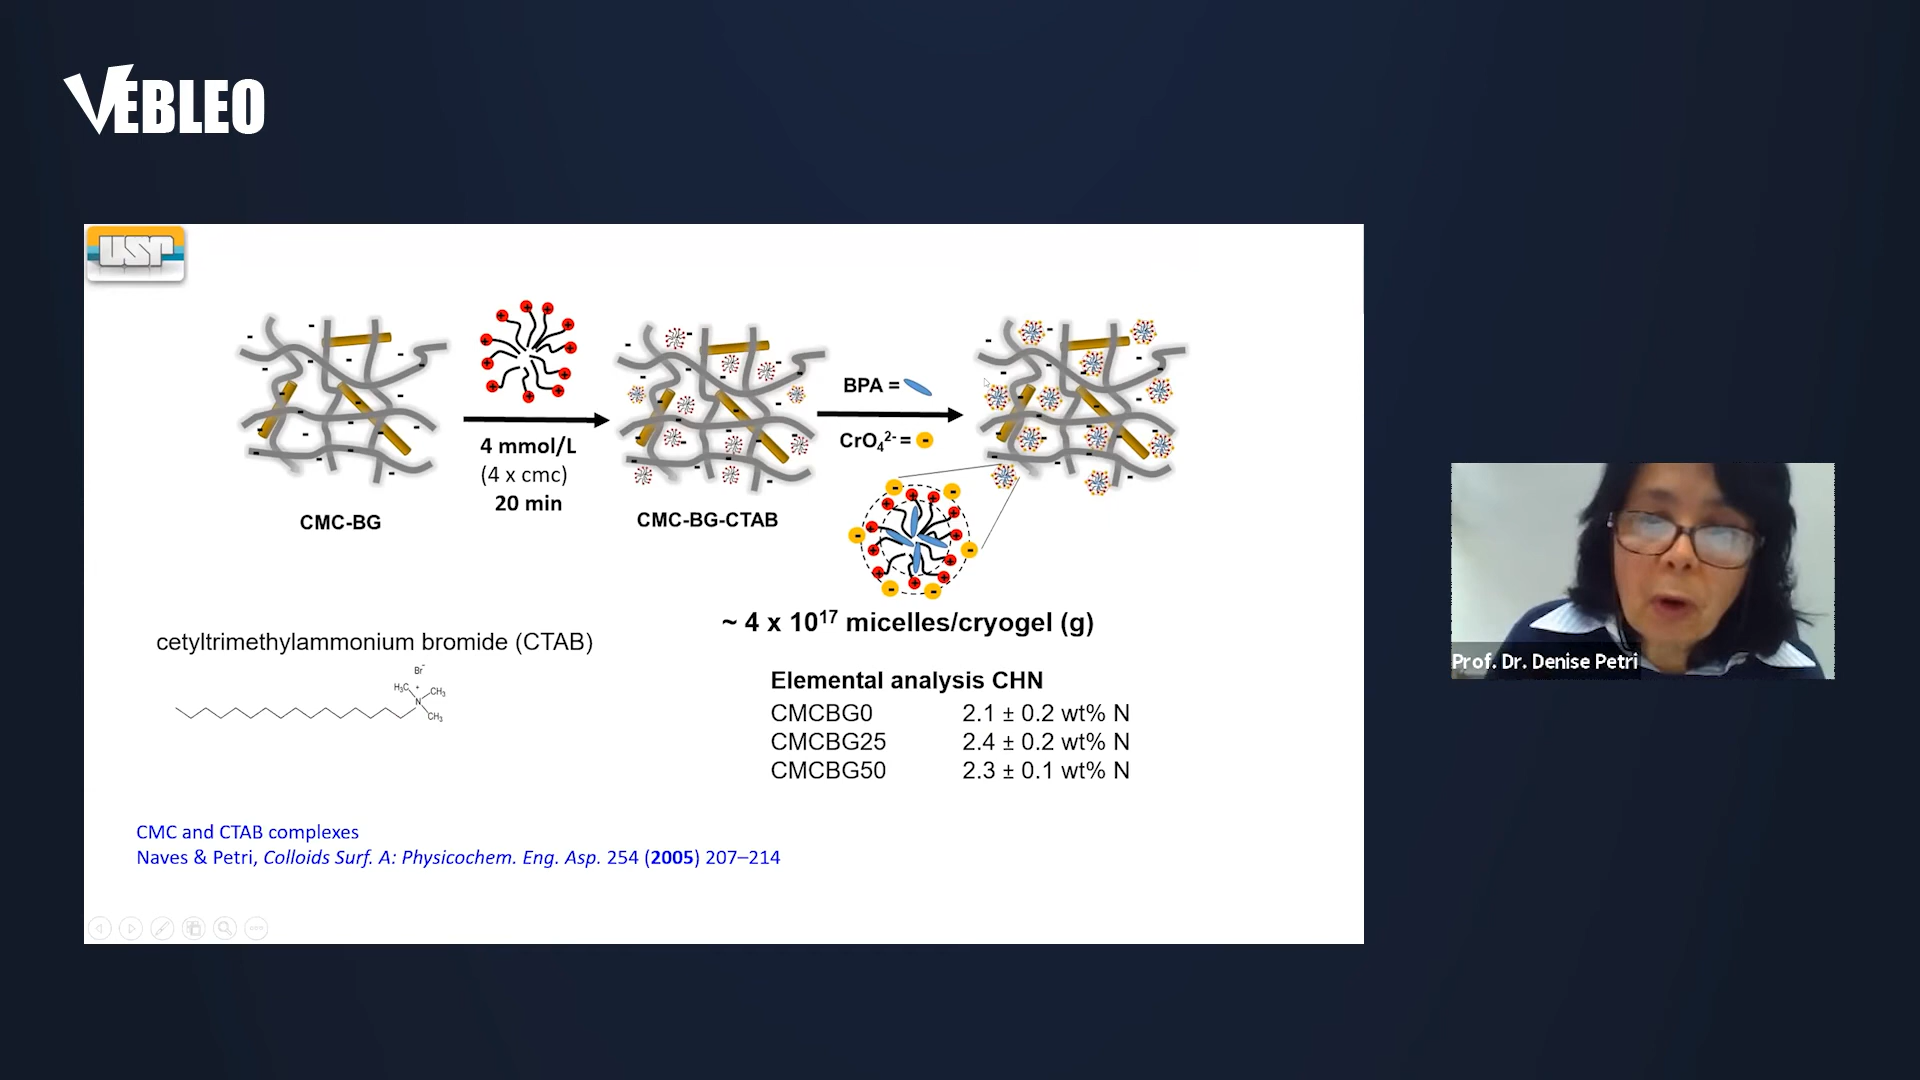 VEBLEO
USP
4 mmol/L
(4 x cmc)
20 min
BPA =
CrO₄²⁻ =
CMC-BG
CMC-BG-CTAB
~ 4 x 10¹⁷ micelles/cryogel (g)
cetyltrimethylammonium bromide (CTAB)
Br⁻
H₃C
+
CH₃
N
CH₃
Elemental analysis CHN
CMCBG0 2.1 ± 0.2 wt% N
CMCBG25 2.4 ± 0.2 wt% N
CMCBG50 2.3 ± 0.1 wt% N
CMC and CTAB complexes
Naves & Petri, Colloids Surf. A: Physicochem. Eng. Asp. 254 (2005) 207–214
Prof. Dr. Denise Petri